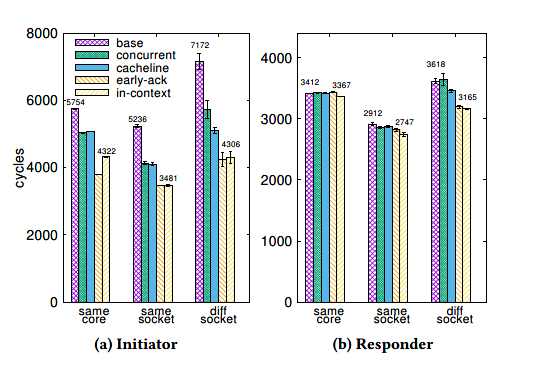 8000
6000
4000
2000
0
cycles
base
concurrent
cacheline
early-ack
in-context
5754
4322
5236
3481
7172
4306
same core
same socket
diff socket
(a) Initiator
4000
3000
2000
1000
0
3412
3367
2912
2747
3618
3165
same core
same socket
diff socket
(b) Responder